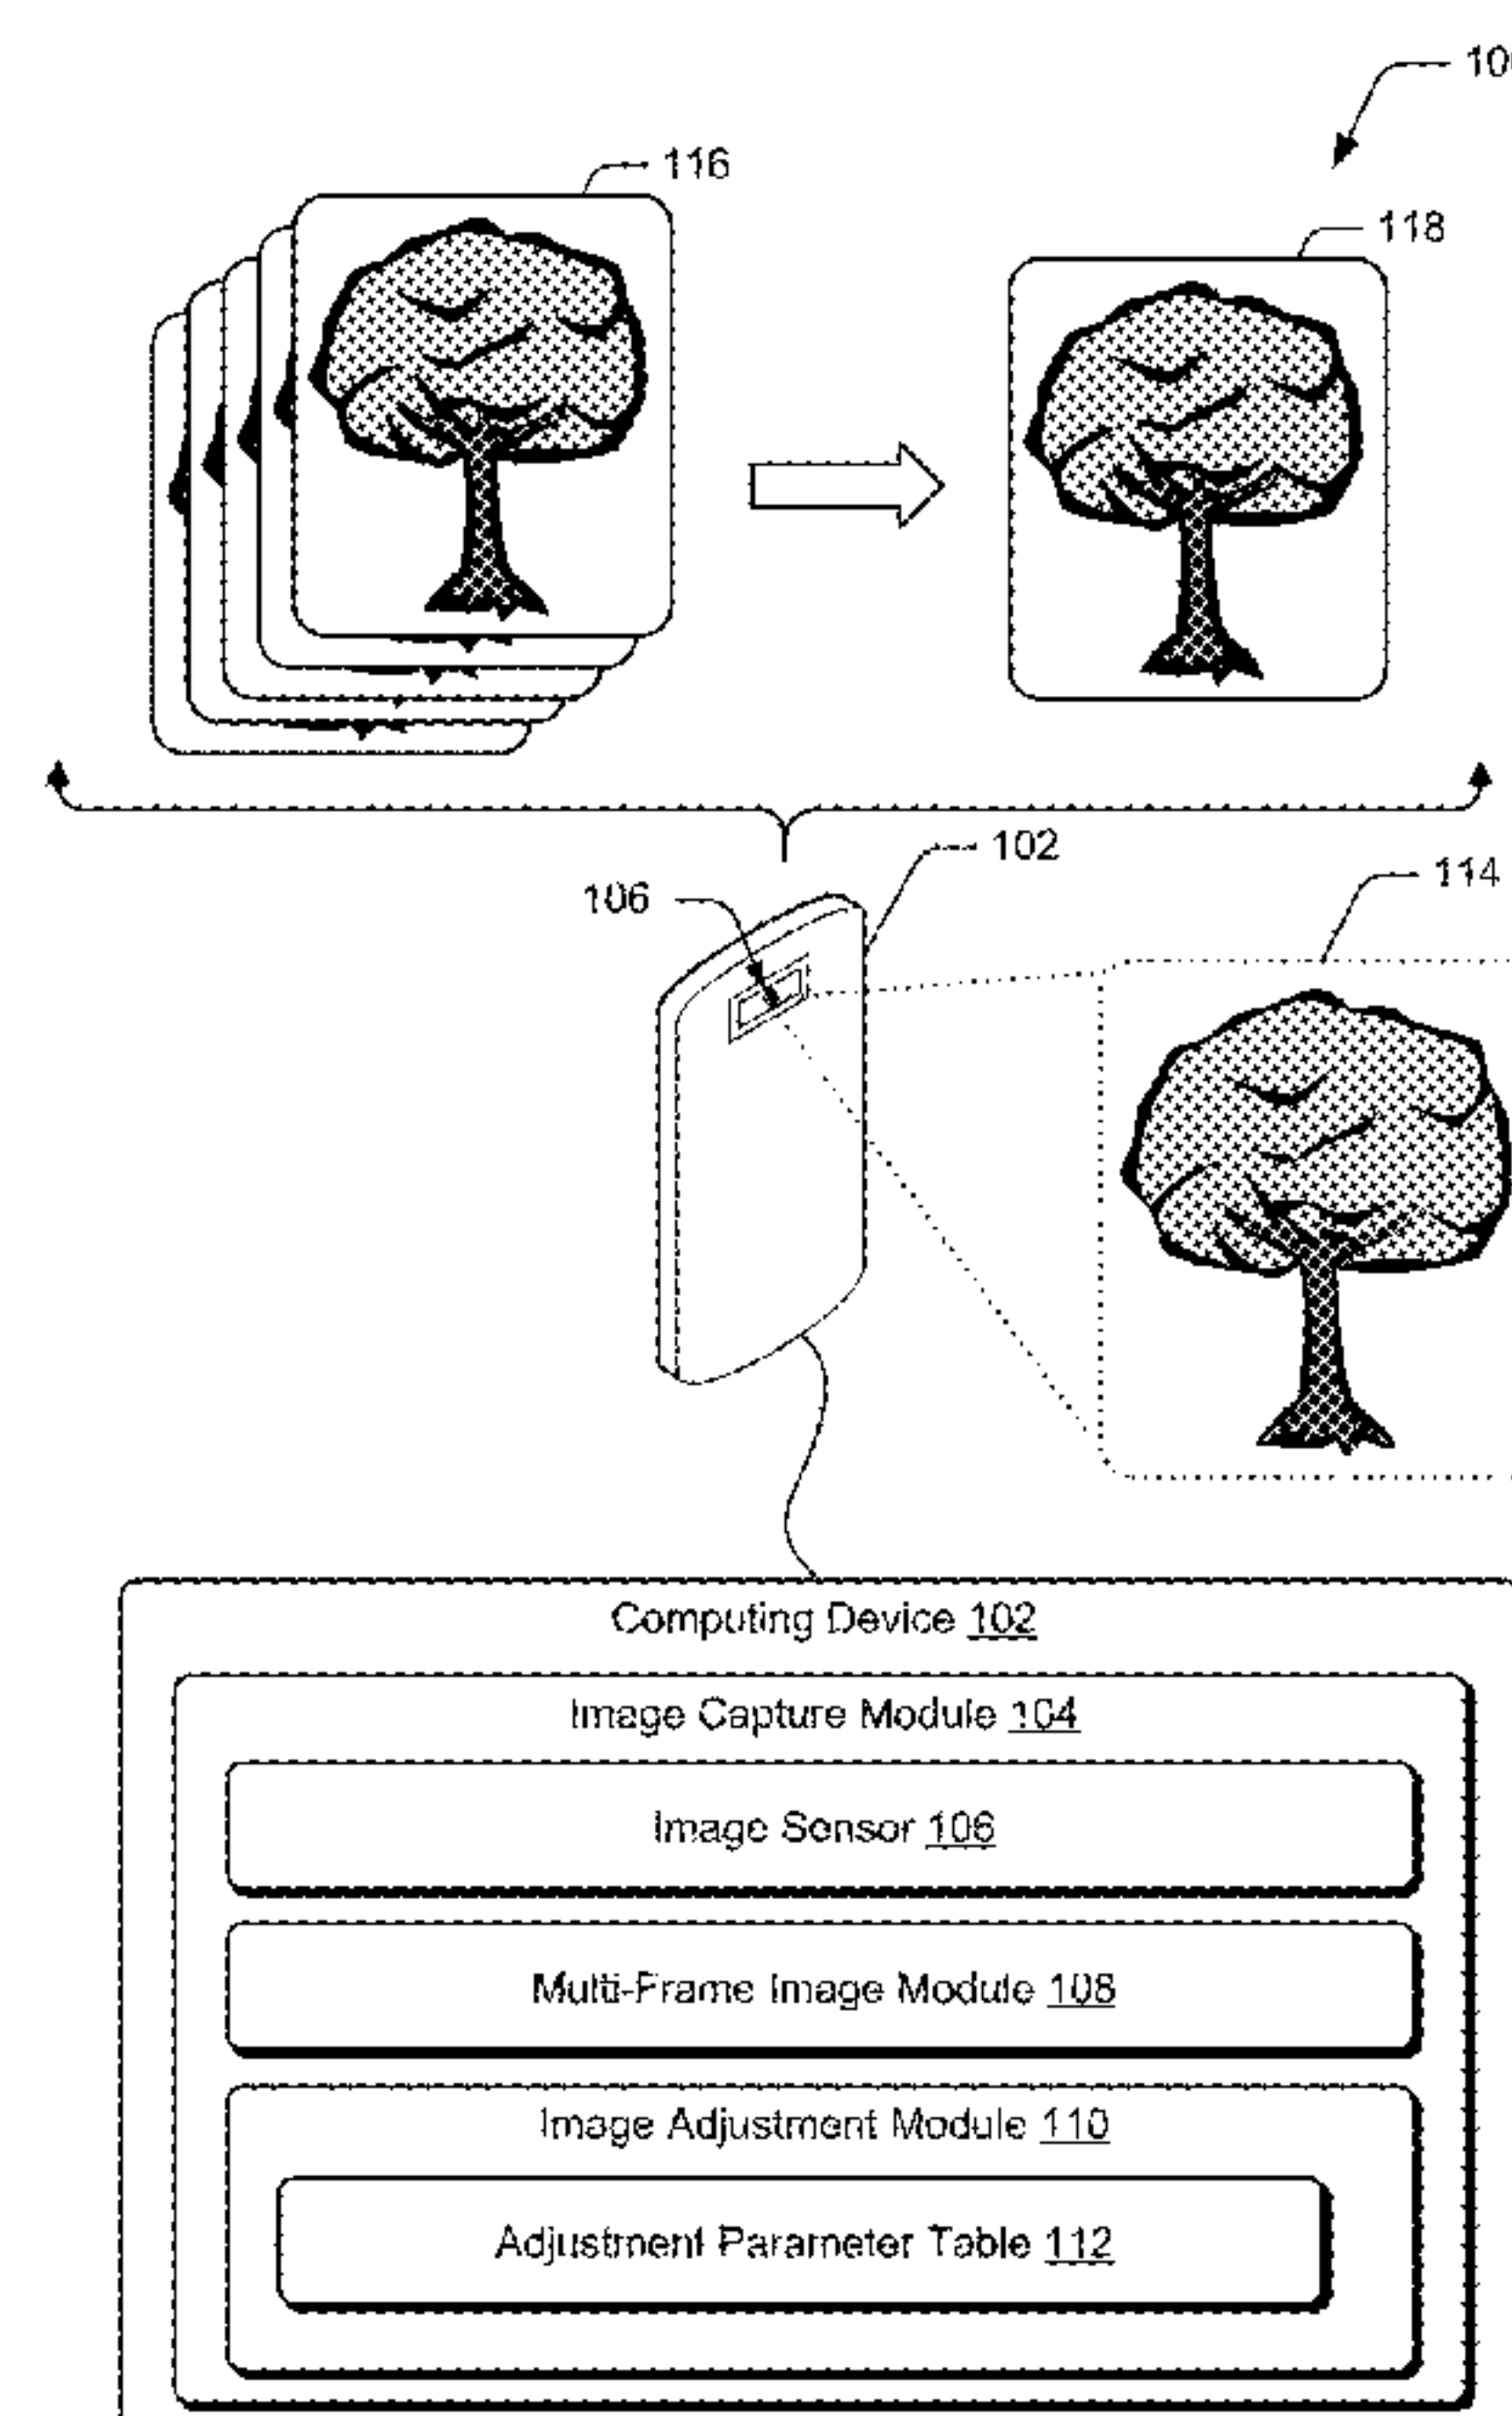 116
118
102
106
114
Computing Device 102
Image Capture Module 104
Image Sensor 106
Multi-Frame Image Module 108
Image Adjustment Module 110
Adjustment Parameter Table 112